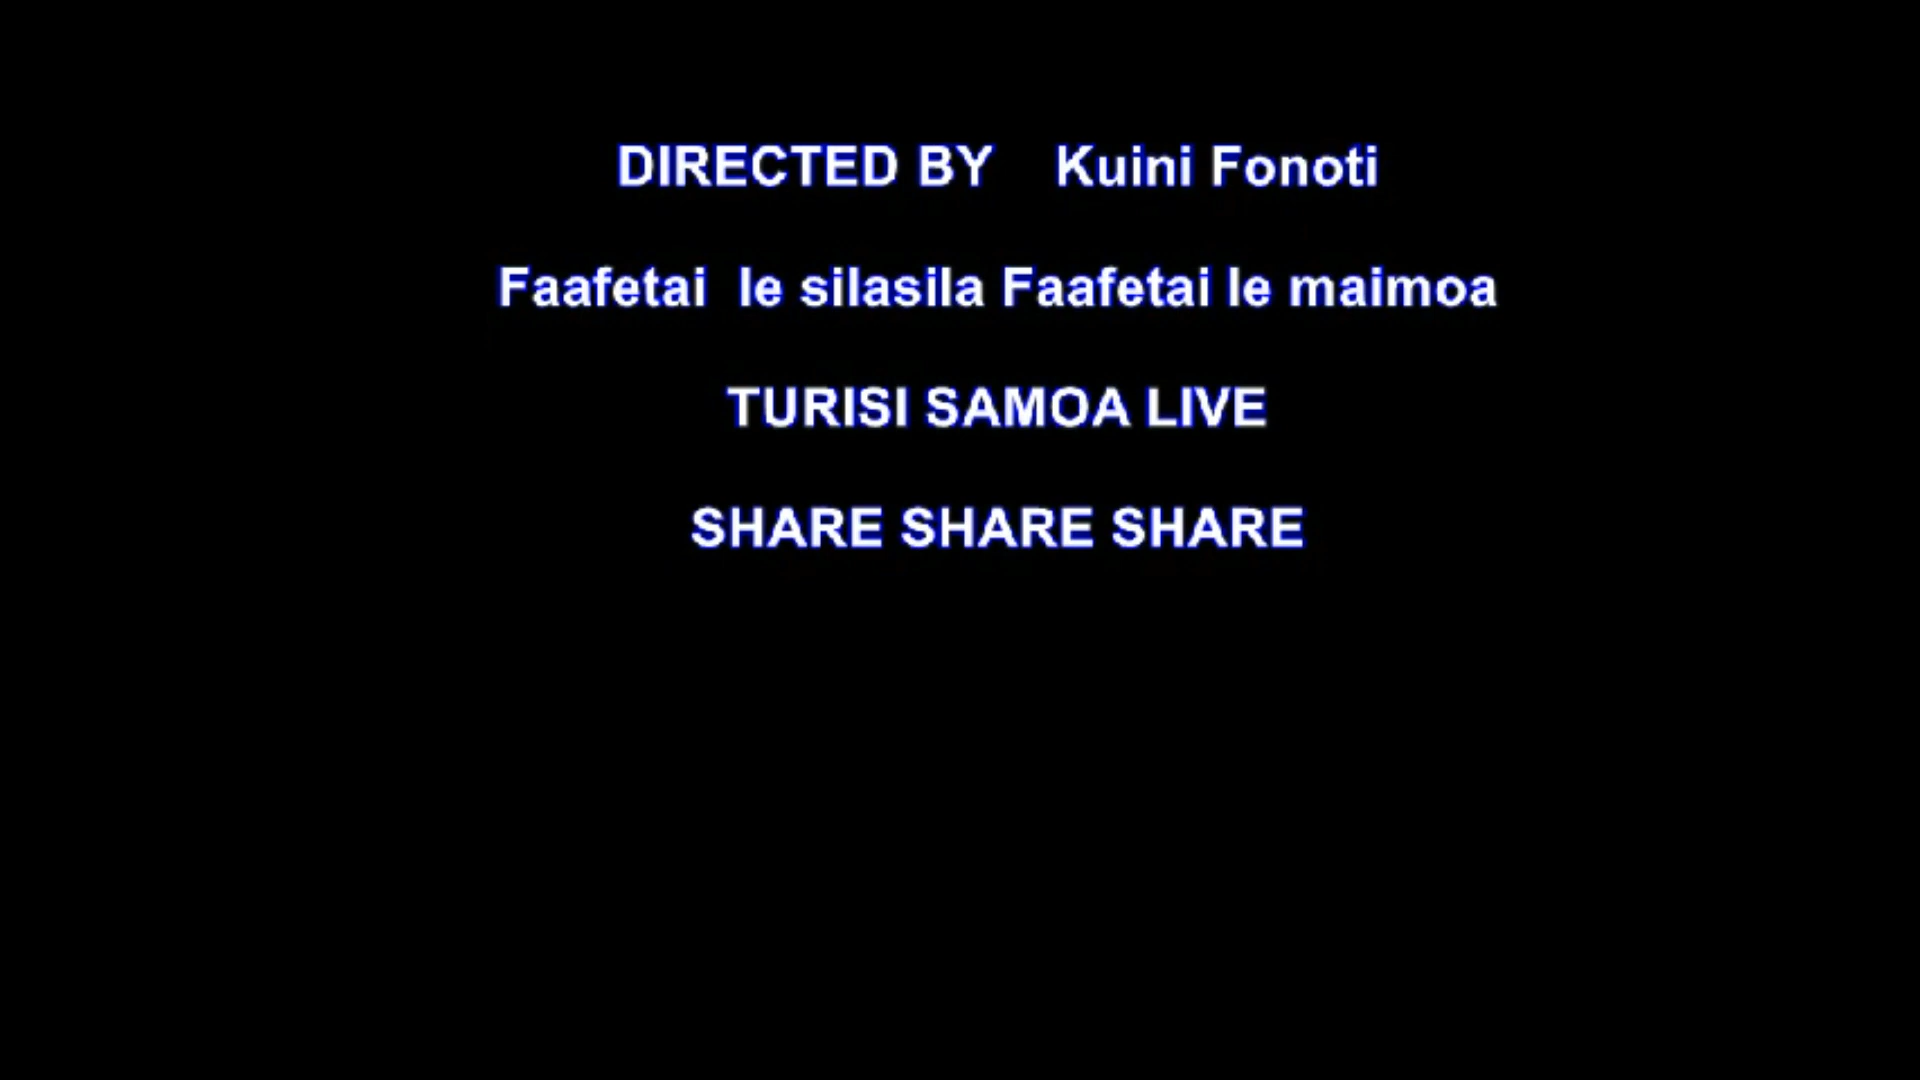 DIRECTED BY    Kuini Fonoti
Faafetai  le silasila Faafetai le maimoa
TURISI SAMOA LIVE
SHARE SHARE SHARE